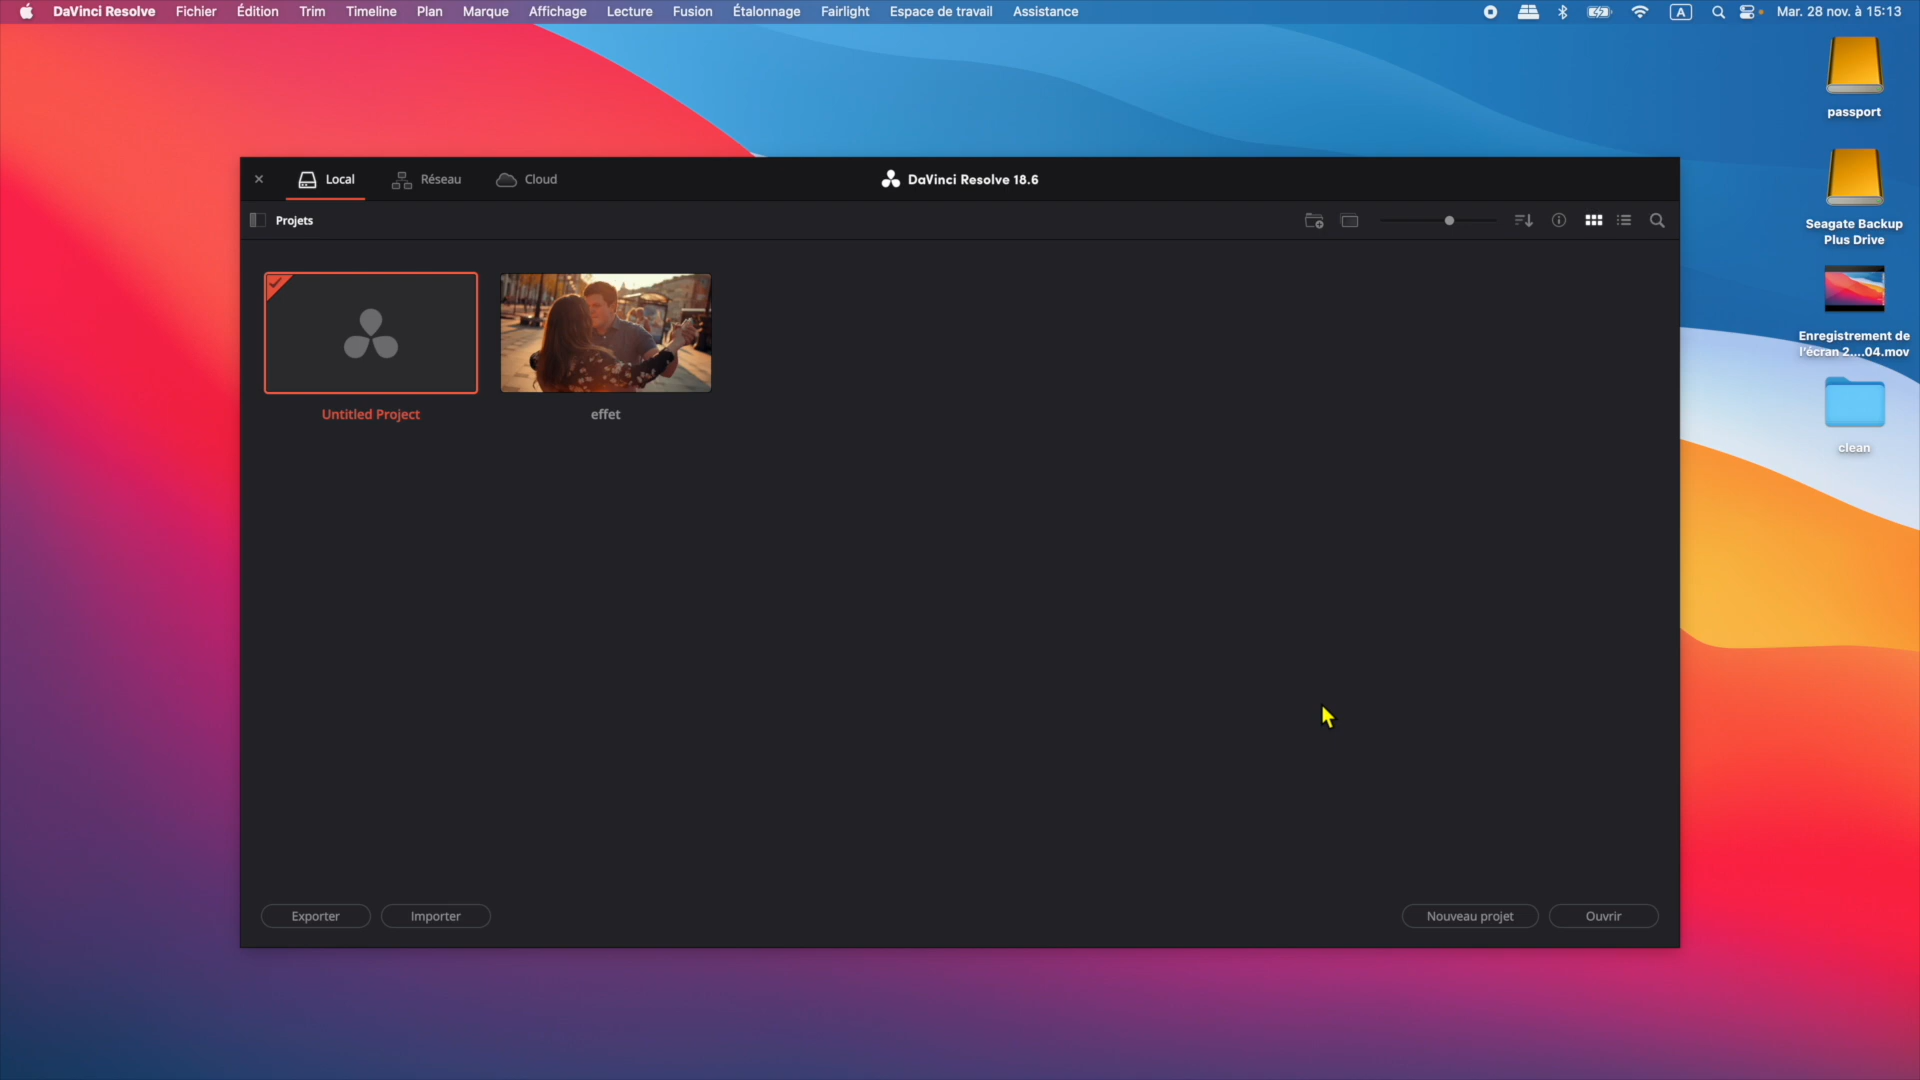 DaVinci Resolve Fichier Édition Trim Timeline Plan Marque Affichage Lecture Fusion Étalonnage Fairlight Espace de travail Assistance A Mar. 28 nov. à 15:13
passport
Seagate Backup
Plus Drive
Enregistrement de
l'écran 2....04.mov
clean
Local Réseau Cloud DaVinci Resolve 18.6
Projets
Untitled Project effet
Exporter Importer Nouveau projet Ouvrir